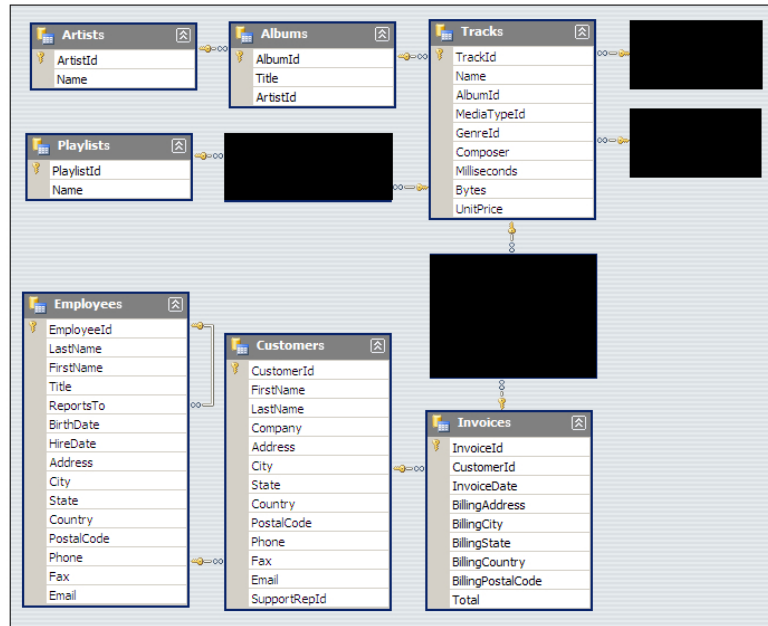 Artists
ArtistId
Name
Albums
AlbumId
Title
ArtistId
Tracks
TrackId
Name
AlbumId
MediaTypeId
GenreId
Composer
Milliseconds
Bytes
UnitPrice
Playlists
PlaylistId
Name
Employees
EmployeeId
LastName
FirstName
Title
ReportsTo
BirthDate
HireDate
Address
City
State
Country
PostalCode
Phone
Fax
Email
Customers
CustomerId
FirstName
LastName
Company
Address
City
State
Country
PostalCode
Phone
Fax
Email
SupportRepId
Invoices
InvoiceId
CustomerId
InvoiceDate
BillingAddress
BillingCity
BillingState
BillingCountry
BillingPostalCode
Total